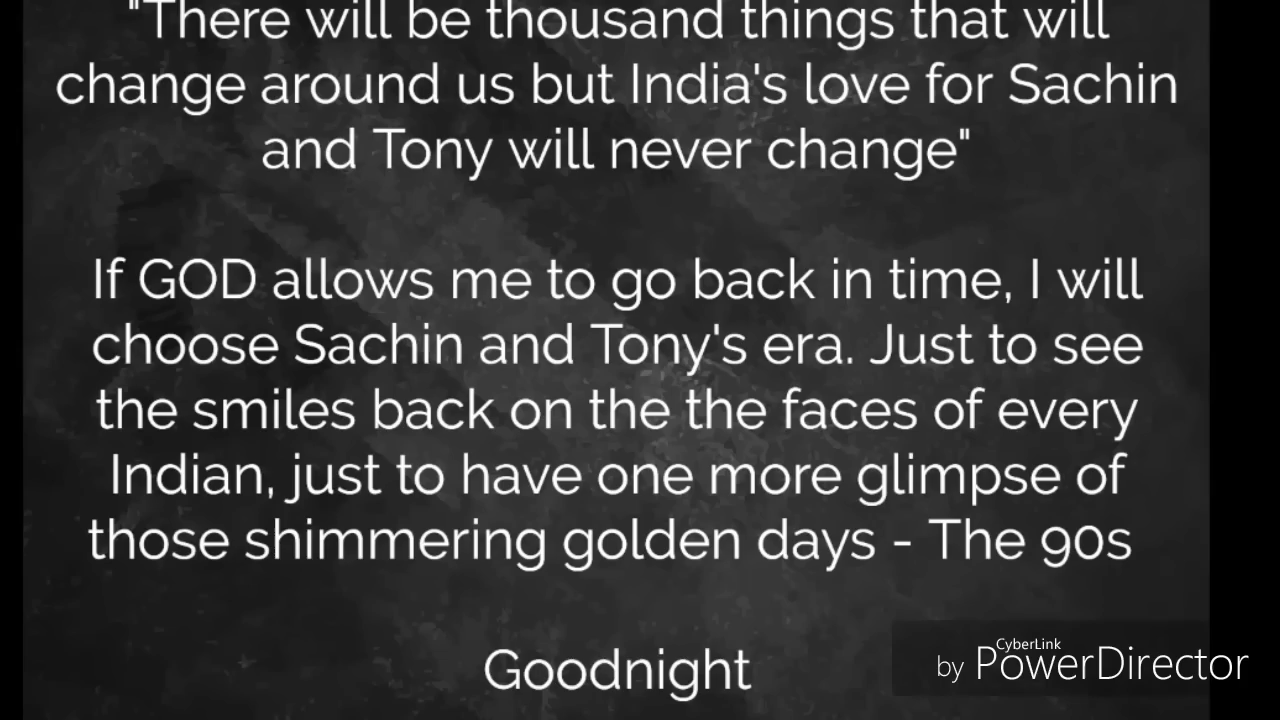 "There will be thousand things that will
change around us but India's love for Sachin
and Tony will never change"
If GOD allows me to go back in time, I will
choose Sachin and Tony's era. Just to see
the smiles back on the the faces of every
Indian, just to have one more glimpse of
those shimmering golden days - The 90s
Goodnight
CyberLink
by PowerDirector